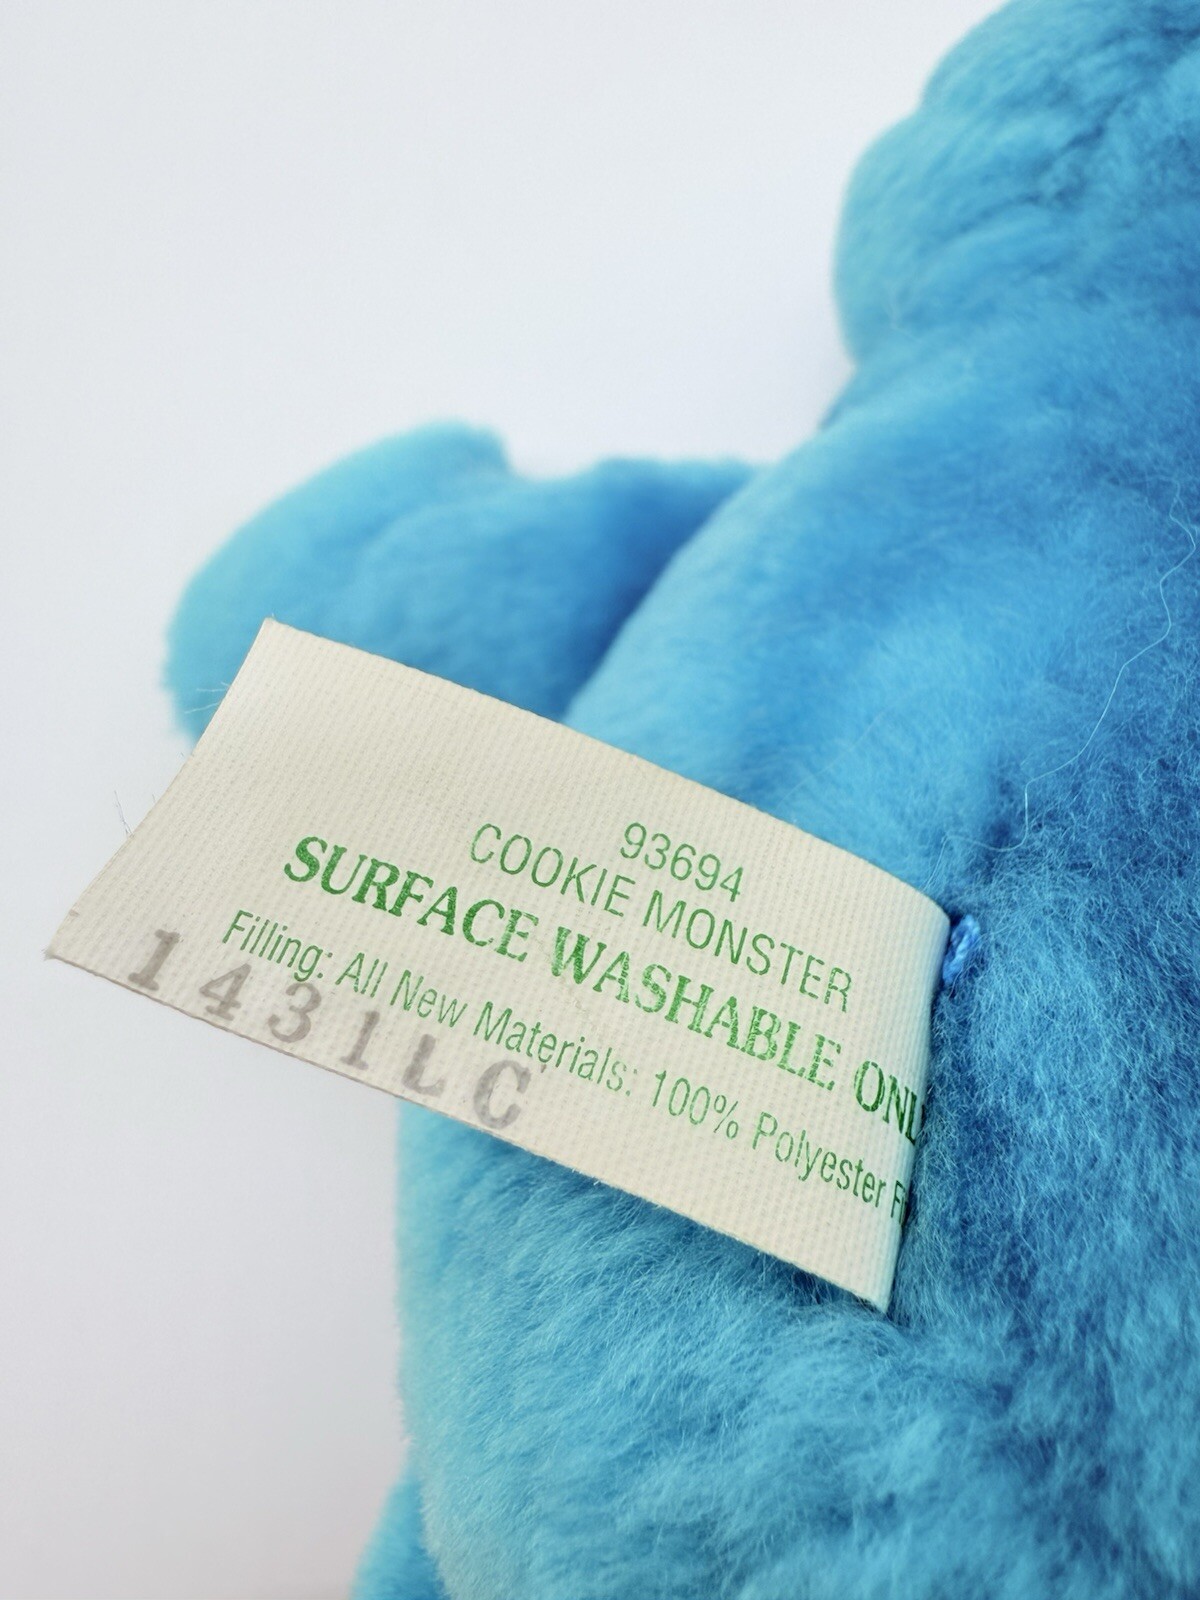 93694
COOKIE MONSTER
SURFACE WASHABLE ONL
Filling: All New Materials: 100% Polyester
1431LC